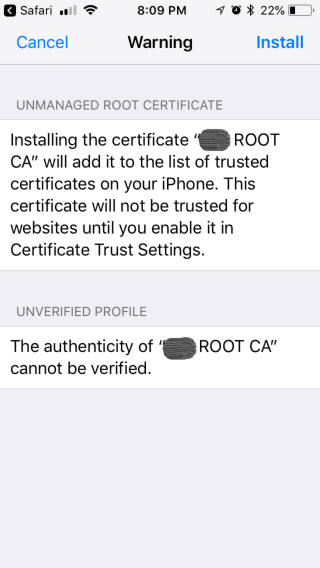 Safari 8:09 PM 22%
Cancel Warning Install
UNMANAGED ROOT CERTIFICATE
Installing the certificate “ ROOT
CA” will add it to the list of trusted
certificates on your iPhone. This
certificate will not be trusted for
websites until you enable it in
Certificate Trust Settings.
UNVERIFIED PROFILE
The authenticity of “ ROOT CA”
cannot be verified.